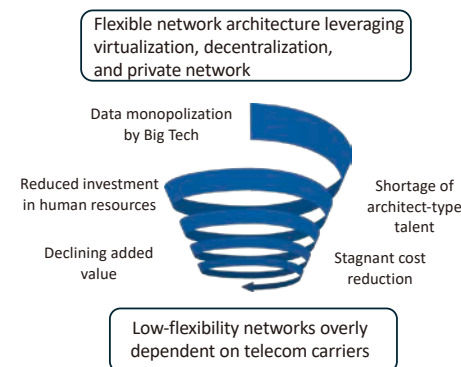 Flexible network architecture leveraging
virtualization, decentralization,
and private network
Data monopolization
by Big Tech
Reduced investment
in human resources
Shortage of
architect-type
talent
Declining added
value
Stagnant cost
reduction
Low-flexibility networks overly
dependent on telecom carriers